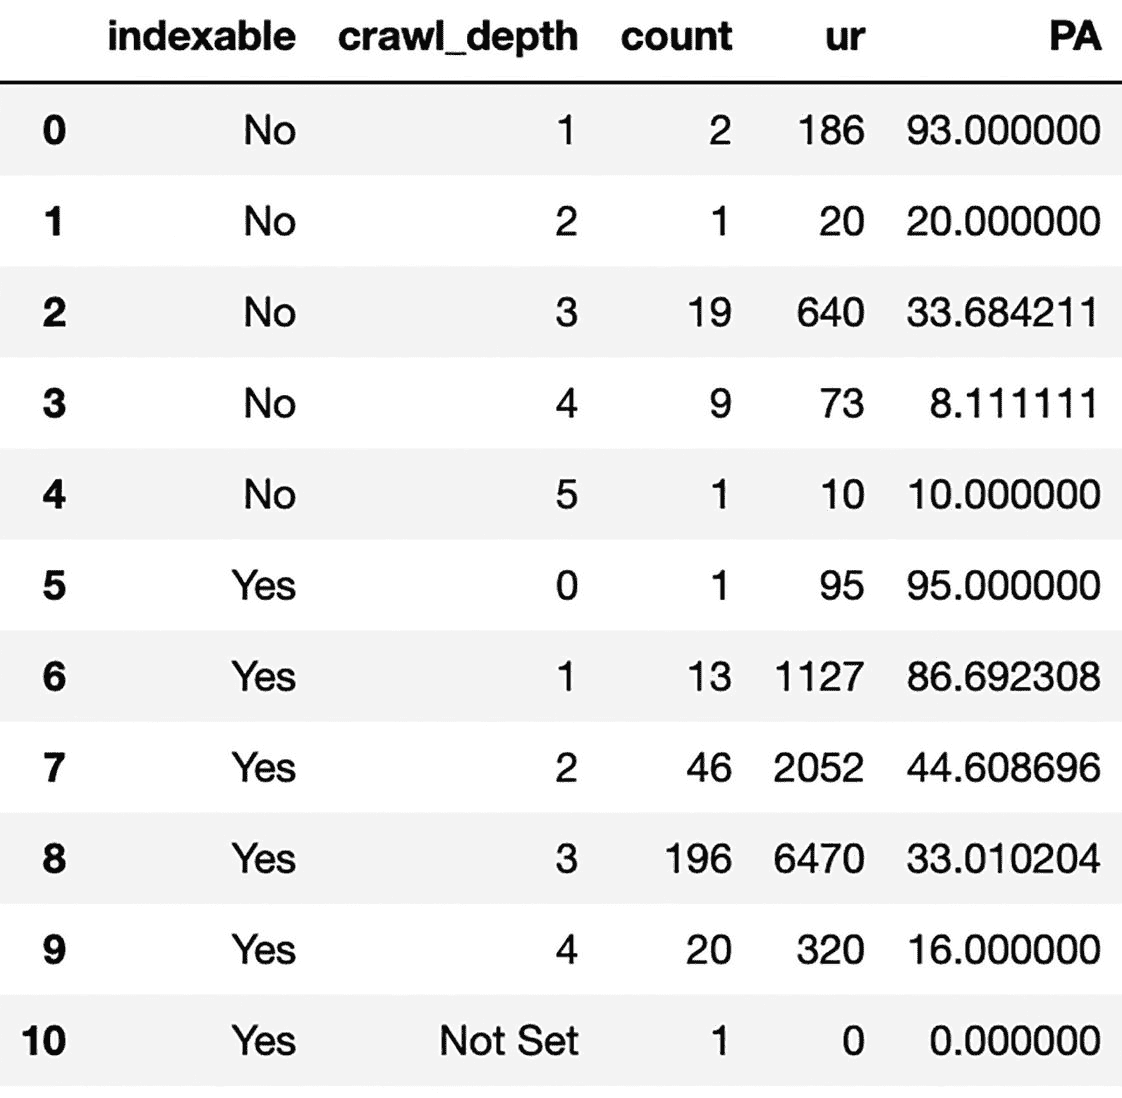 indexable crawl_depth count ur PA
0 No 1 2 186 93.000000
1 No 2 1 20 20.000000
2 No 3 19 640 33.684211
3 No 4 9 73 8.111111
4 No 5 1 10 10.000000
5 Yes 0 1 95 95.000000
6 Yes 1 13 1127 86.692308
7 Yes 2 46 2052 44.608696
8 Yes 3 196 6470 33.010204
9 Yes 4 20 320 16.000000
10 Yes Not Set 1 0 0.000000